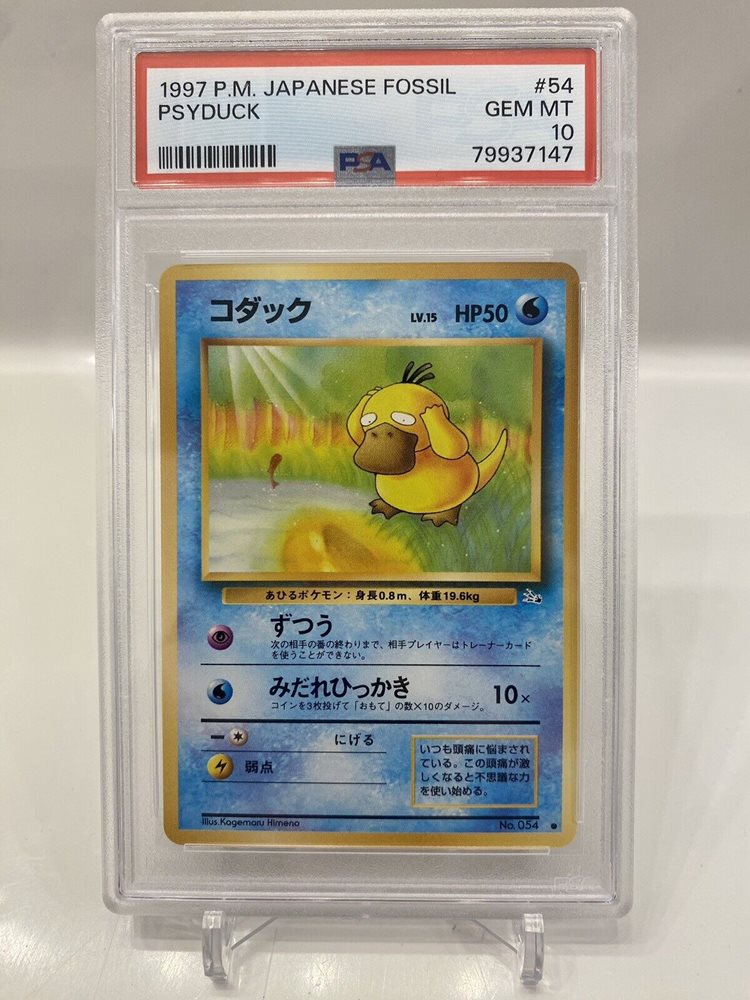 1997 P.M. JAPANESE FOSSIL #54
PSYDUCK GEM MT
10
PSA 79937147
コダック LV.15 HP50
あひるポケモン：身長0.8m、体重19.6kg
ずつう
次の相手の番の終わりまで、相手プレイヤーはトレーナーカード
を使うことができない。
みだれひっかき 10×
コインを3枚投げて「おもて」の数×10のダメージ。
にげる
弱点
いつも頭痛に悩まされ
ている。この頭痛が激
しくなると不思議な力
を使い始める。
Illus.Kagemaru Himeno No. 054